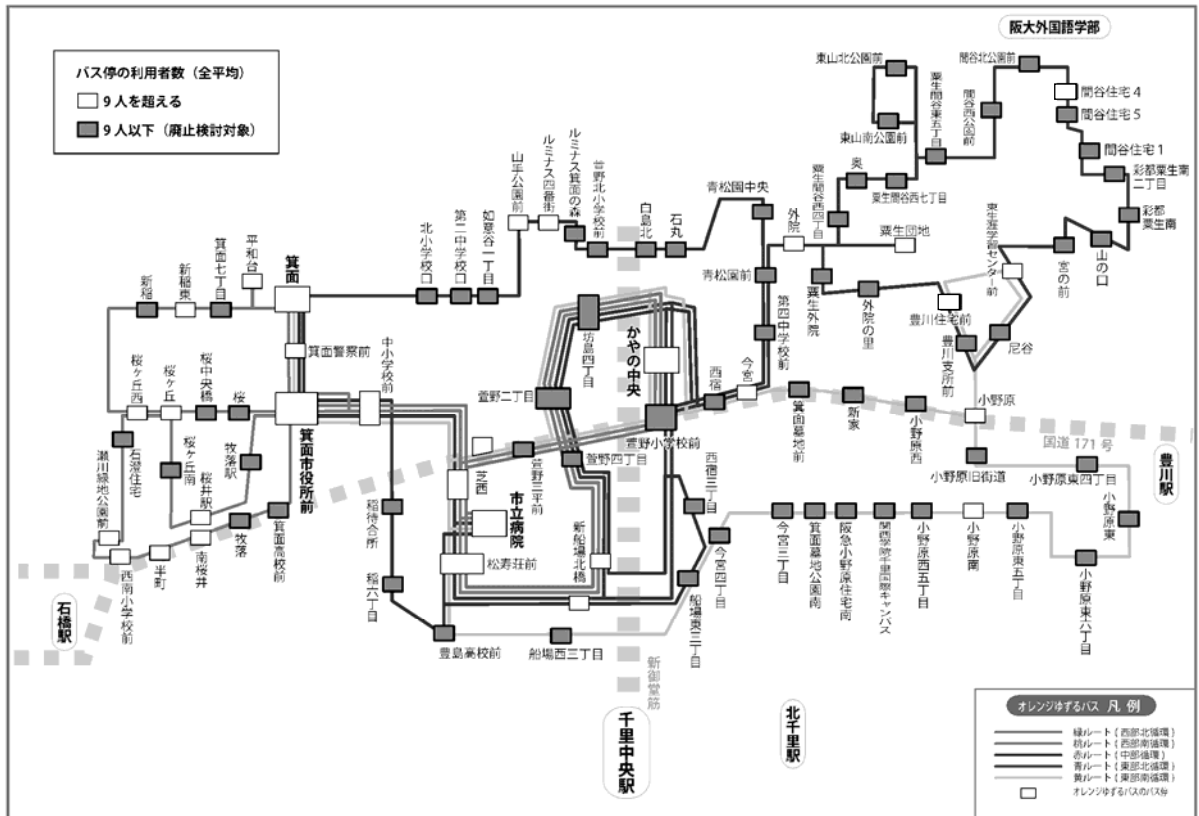 阪大外国語学部
バス停の利用者数（全平均）
9人を超える
9人以下（廃止検討対象）
東山北公園前
東山南公園前
粟生間谷東五丁目
間谷西公園前
間谷北公園前
間谷住宅4
間谷住宅5
間谷住宅1
彩都粟生南二丁目
彩都粟生南
山の口
宮の前
奥
粟生間谷西七丁目
粟生間谷西四丁目
外院
粟生団地
青松園中央
石丸
白島北
萱野北小学校前
ルミナス箕面の森
ルミナス四番街
山手公園前
如意谷一丁目
第二中学校口
北小学校口
箕面
平和台
箕面七丁目
新稲東
新稲
箕面警察前
中小学校前
坊島四丁目
かやの中央
青松園前
第四中学校前
粟生外院
外院の里
豊川住宅前
豊川支所前
東生涯学習センター前
尼谷
桜ヶ丘西
桜ヶ丘
桜中央橋
桜
箕面市役所前
萱野二丁目
萱野小学校前
西宿
今宮
箕面墓地前
新家
小野原西
小野原
国道171号
豊川駅
小野原旧街道
小野原東四丁目
小野原東
小野原東六丁目
石澄住宅
瀬川緑地公園前
桜ヶ丘南
桜井駅
牧落駅
牧落
箕面高校前
南桜井
半町
西南小学校前
石橋駅
芝西
萱野三平前
萱野四丁目
市立病院
松寿荘前
新船場北橋
稲待合所
稲六丁目
豊島高校前
船場西三丁目
西宿三丁目
今宮四丁目
船場東三丁目
今宮三丁目
箕面墓地公園南
阪急小野原住宅南
関西学院千里国際キャンパス
小野原西五丁目
小野原南
小野原東五丁目
新御堂筋
千里中央駅
北千里駅
オレンジゆずるバス 凡例
緑ルート(西部北循環)
桃ルート(西部南循環)
赤ルート(中部循環)
青ルート(東部北循環)
黄ルート(東部南循環)
オレンジゆずるバスのバス停